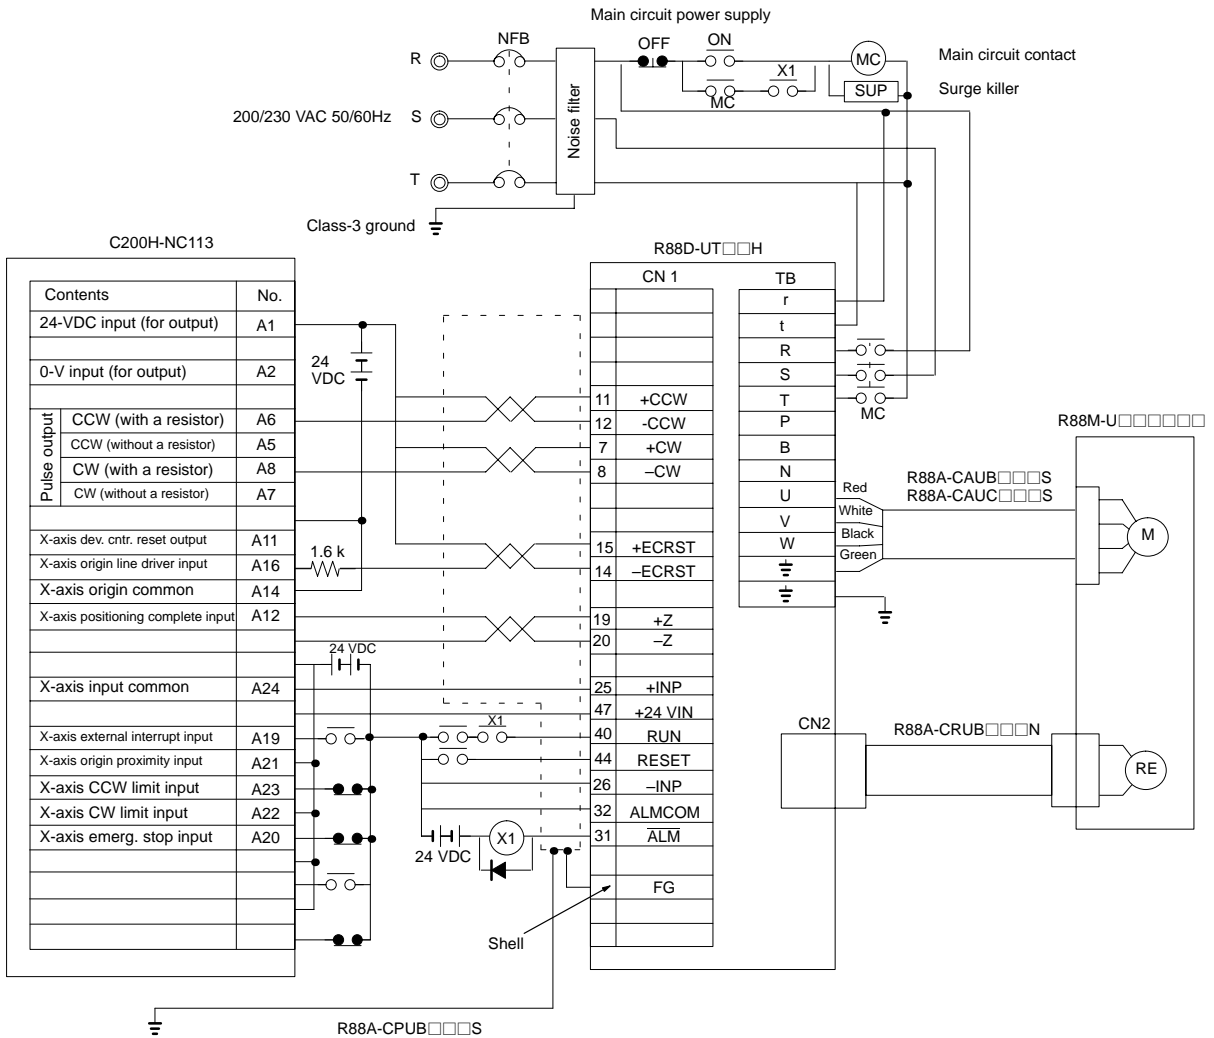 Main circuit power supply
NFB
OFF
ON
R
MC
Main circuit contact
X1
MC
SUP
Surge killer
200/230 VAC 50/60Hz
S
Noise filter
T
Class-3 ground
C200H-NC113
R88D-UT□□H
Contents No.
24-VDC input (for output) A1
0-V input (for output) A2
Pulse output
CCW (with a resistor) A6
CCW (without a resistor) A5
CW (with a resistor) A8
CW (without a resistor) A7
X-axis dev. cntr. reset output A11
X-axis origin line driver input A16
X-axis origin common A14
X-axis positioning complete input A12
X-axis input common A24
X-axis external interrupt input A19
X-axis origin proximity input A21
X-axis CCW limit input A23
X-axis CW limit input A22
X-axis emerg. stop input A20
24
VDC
1.6 k
24 VDC
X1
24 VDC
X1
CN 1
11 +CCW
12 -CCW
7 +CW
8 –CW
15 +ECRST
14 –ECRST
19 +Z
20 –Z
25 +INP
47 +24 VIN
40 RUN
44 RESET
26 –INP
32 ALMCOM
31 ALM
FG
Shell
TB
r
t
R
S
T
P
B
N
U
V
W
MC
Red
White
Black
Green
R88M-U□□□□□□
R88A-CAUB□□□S
R88A-CAUC□□□S
M
CN2
R88A-CRUB□□□N
RE
R88A-CPUB□□□S